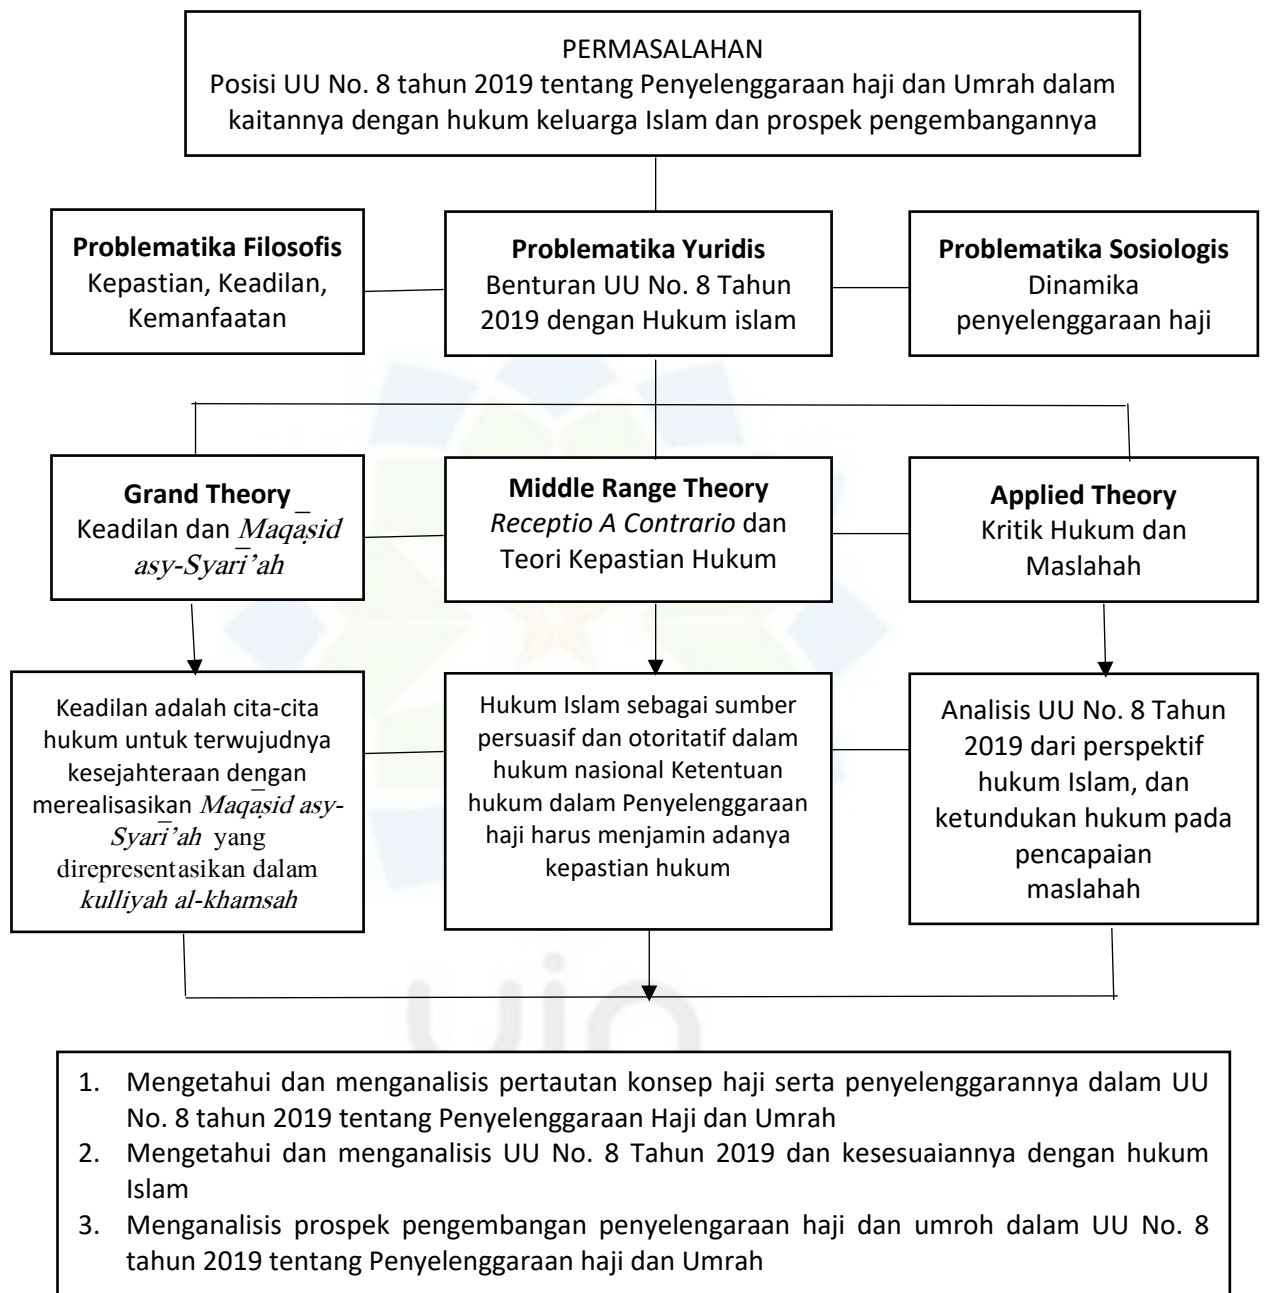 PERMASALAHAN
Posisi UU No. 8 tahun 2019 tentang Penyelenggaraan haji dan Umrah dalam
kaitannya dengan hukum keluarga Islam dan prospek pengembangannya
Problematika Filosofis
Kepastian, Keadilan,
Kemanfaatan
Problematika Yuridis
Benturan UU No. 8 Tahun
2019 dengan Hukum islam
Problematika Sosiologis
Dinamika
penyelenggaraan haji
Grand Theory
Keadilan dan Maqāṣid
asy-Syarī'ah
Middle Range Theory
Receptio A Contrario dan
Teori Kepastian Hukum
Applied Theory
Kritik Hukum dan
Maslahah
Keadilan adalah cita-cita
hukum untuk terwujudnya
kesejahteraan dengan
merealisasikan Maqāṣid asy-
Syarī'ah yang
direpresentasikan dalam
kulliyah al-khamsah
Hukum Islam sebagai sumber
persuasif dan otoritatif dalam
hukum nasional Ketentuan
hukum dalam Penyelenggaraan
haji harus menjamin adanya
kepastian hukum
Analisis UU No. 8 Tahun
2019 dari perspektif
hukum Islam, dan
ketundukan hukum pada
pencapaian
maslahah
uin
1. Mengetahui dan menganalisis pertautan konsep haji serta penyelenggarannya dalam UU
No. 8 tahun 2019 tentang Penyelenggaraan Haji dan Umrah
2. Mengetahui dan menganalisis UU No. 8 Tahun 2019 dan kesesuaiannya dengan hukum
Islam
3. Menganalisis prospek pengembangan penyelengaraan haji dan umroh dalam UU No. 8
tahun 2019 tentang Penyelenggaraan haji dan Umrah